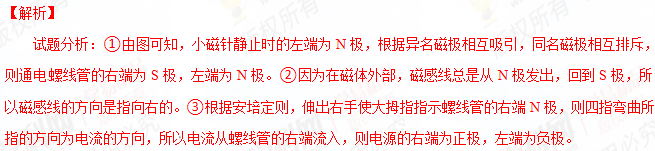 【解析】
试题分析：①由图可知，小磁针静止时的左端为 N 极，根据异名磁极相互吸引，同名磁极相互排斥，
则通电螺线管的右端为 S 极，左端为 N 极。②因为在磁体外部，磁感线总是从 N 极发出，回到 S 极，所
以磁感线的方向是指向右的。③根据安培定则，伸出右手使大拇指指示螺线管的右端 N 极，则四指弯曲所
指的方向为电流的方向，所以电流从螺线管的右端流入，则电源的右端为正极，左端为负极。